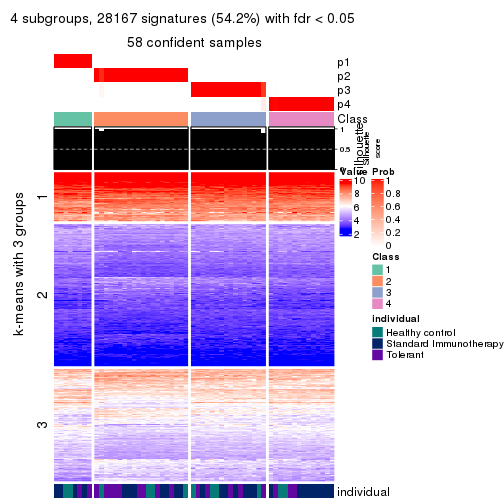 4 subgroups, 28167 signatures (54.2%) with fdr < 0.05
58 confident samples
p1
p2
p3
p4
Class
1
0.5
0
Silhouette
score
silhouette
k-means with 3 groups
1
2
3
individual
Value
10
8
6
4
2
Prob
1
0.8
0.6
0.4
0.2
0
Class
1
2
3
4
individual
Healthy control
Standard Immunotherapy
Tolerant